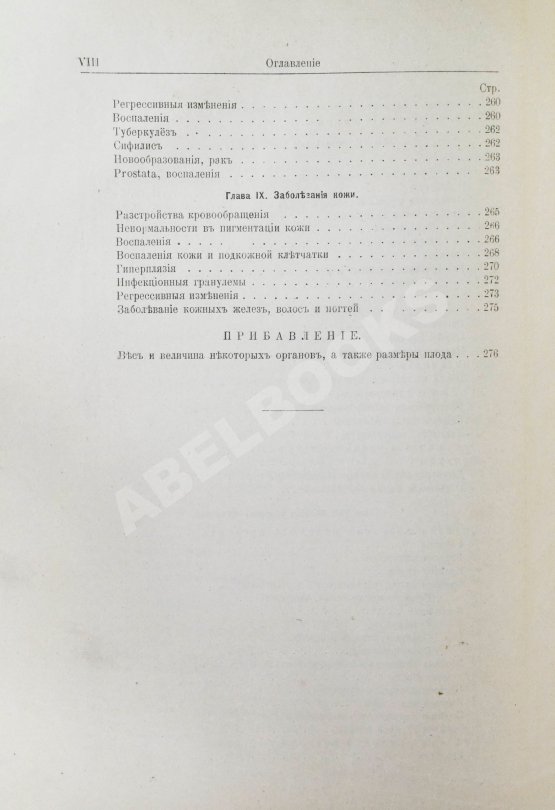 VIII Оглавленіе
Стр.
Регрессивныя измѣненія . . . . . . . . . . . . . . . . . . 260
Воспаленія . . . . . . . . . . . . . . . . . . . . . . . 260
Туберкулёзъ . . . . . . . . . . . . . . . . . . . . . . 262
Сифилисъ . . . . . . . . . . . . . . . . . . . . . . . 262
Новообразованія, ракъ . . . . . . . . . . . . . . . . . . 263
Prostata, воспаленія . . . . . . . . . . . . . . . . . . . 263
Глава IX. Заболѣванія кожи.
Разстройства кровообращенія . . . . . . . . . . . . . . . 265
Ненормальности въ пигментаціи кожи . . . . . . . . . . . . 266
Воспаленія . . . . . . . . . . . . . . . . . . . . . . . 266
Воспаленія кожи и подкожной клѣтчатки . . . . . . . . . . 268
Гиперплязія . . . . . . . . . . . . . . . . . . . . . . 270
Инфекціонныя гранулемы . . . . . . . . . . . . . . . . . 272
Регрессивныя измѣненія . . . . . . . . . . . . . . . . . . 273
Заболѣваніе кожныхъ железъ, волосъ и ногтей . . . . . . . . 275
ПРИБАВЛЕНІЕ.
Вѣсъ и величина нѣкоторыхъ органовъ, а также размѣры плода . . . 276
ABELBOOKS